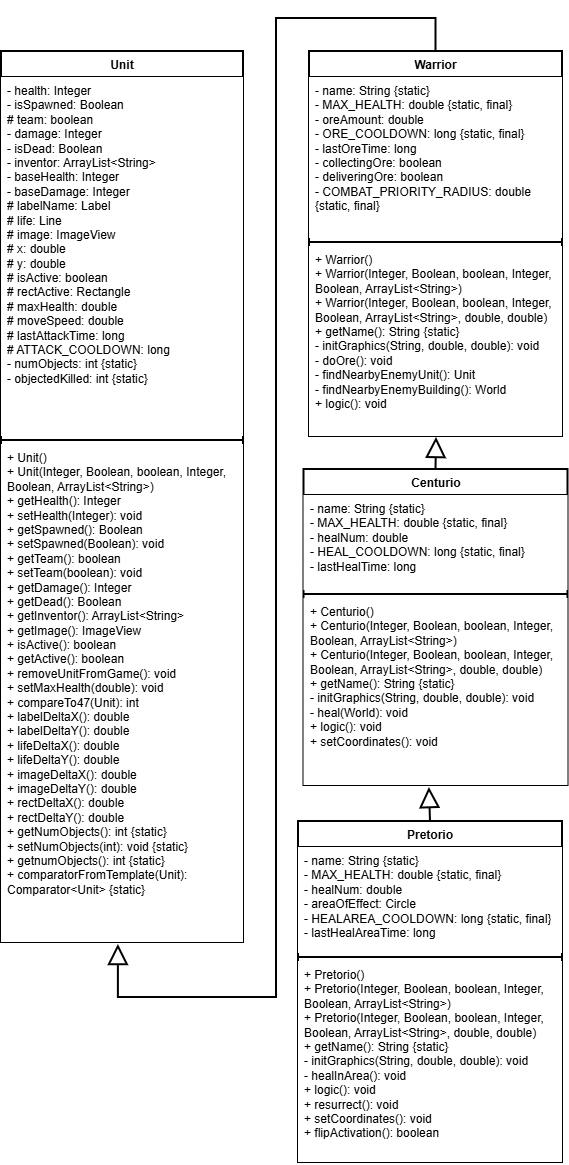 Unit
- health: Integer
- isSpawned: Boolean
# team: boolean
- damage: Integer
- isDead: Boolean
- inventor: ArrayList<String>
- baseHealth: Integer
- baseDamage: Integer
# labelName: Label
# life: Line
# image: ImageView
# x: double
# y: double
# isActive: boolean
# rectActive: Rectangle
# maxHealth: double
# moveSpeed: double
# lastAttackTime: long
# ATTACK_COOLDOWN: long
- numObjects: int {static}
- objectedKilled: int {static}
+ Unit()
+ Unit(Integer, Boolean, boolean, Integer,
Boolean, ArrayList<String>)
+ getHealth(): Integer
+ setHealth(Integer): void
+ getSpawned(): Boolean
+ setSpawned(Boolean): void
+ getTeam(): boolean
+ setTeam(boolean): void
+ getDamage(): Integer
+ getDead(): Boolean
+ getInventor(): ArrayList<String>
+ getImage(): ImageView
+ isActive(): boolean
+ getActive(): boolean
+ removeUnitFromGame(): void
+ setMaxHealth(double): void
+ compareTo47(Unit): int
+ labelDeltaX(): double
+ labelDeltaY(): double
+ lifeDeltaX(): double
+ lifeDeltaY(): double
+ imageDeltaX(): double
+ imageDeltaY(): double
+ rectDeltaX(): double
+ rectDeltaY(): double
+ getNumObjects(): int {static}
+ setNumObjects(int): void {static}
+ getnumObjects(): int {static}
+ comparatorFromTemplate(Unit):
Comparator<Unit> {static}
Warrior
- name: String {static}
- MAX_HEALTH: double {static, final}
- oreAmount: double
- ORE_COOLDOWN: long {static, final}
- lastOreTime: long
- collectingOre: boolean
- deliveringOre: boolean
- COMBAT_PRIORITY_RADIUS: double
{static, final}
+ Warrior()
+ Warrior(Integer, Boolean, boolean, Integer,
Boolean, ArrayList<String>)
+ Warrior(Integer, Boolean, boolean, Integer,
Boolean, ArrayList<String>, double, double)
+ getName(): String {static}
- initGraphics(String, double, double): void
- doOre(): void
- findNearbyEnemyUnit(): Unit
- findNearbyEnemyBuilding(): World
+ logic(): void
Centurio
- name: String {static}
- MAX_HEALTH: double {static, final}
- healNum: double
- HEAL_COOLDOWN: long {static, final}
- lastHealTime: long
+ Centurio()
+ Centurio(Integer, Boolean, boolean, Integer,
Boolean, ArrayList<String>)
+ Centurio(Integer, Boolean, boolean, Integer,
Boolean, ArrayList<String>, double, double)
+ getName(): String {static}
- initGraphics(String, double, double): void
- heal(World): void
+ logic(): void
+ setCoordinates(): void
Pretorio
- name: String {static}
- MAX_HEALTH: double {static, final}
- healNum: double
- areaOfEffect: Circle
- HEALAREA_COOLDOWN: long {static, final}
- lastHealAreaTime: long
+ Pretorio()
+ Pretorio(Integer, Boolean, boolean, Integer,
Boolean, ArrayList<String>)
+ Pretorio(Integer, Boolean, boolean, Integer,
Boolean, ArrayList<String>, double, double)
+ getName(): String {static}
- initGraphics(String, double, double): void
- healInArea(): void
+ logic(): void
+ resurrect(): void
+ setCoordinates(): void
+ flipActivation(): boolean